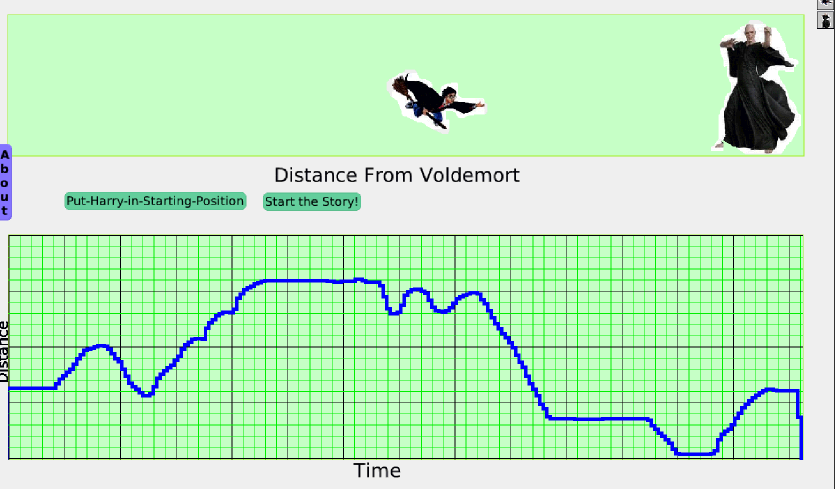 Distance From Voldemort
About
Put-Harry-in-Starting-Position
Start the Story!
Distance
Time